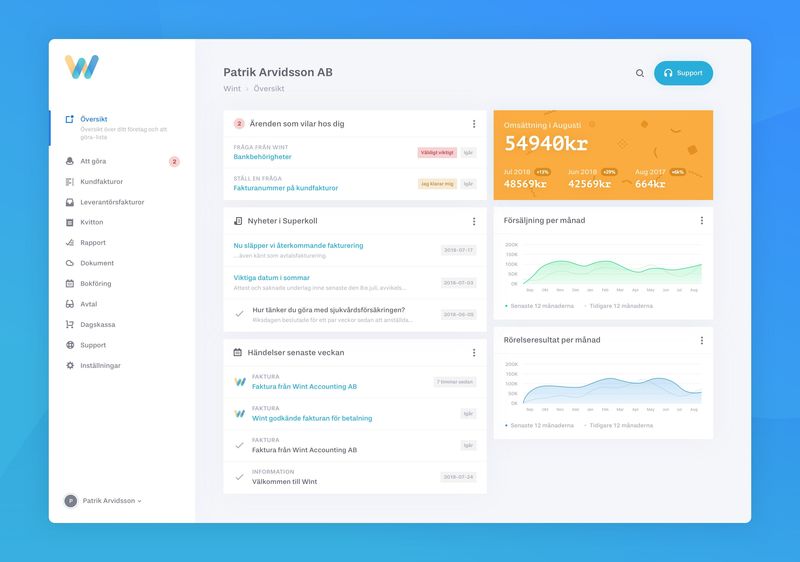 Översikt
Översikt över ditt företag och att
göra-lista
Att göra 2
Kundfakturor
Leverantörsfakturor
Kvitton
Rapport
Dokument
Bokföring
Avtal
Dagskassa
Support
Inställningar
P Patrik Arvidsson
Patrik Arvidsson AB
Wint › Översikt
Support
2 Ärenden som vilar hos dig
FRÅGA FRÅN WINT
Bankbehörigheter
Väldigt viktigt Igår
STÄLL EN FRÅGA
Fakturanummer på kundfakturor
Jag klarar mig Igår
Nyheter i Superkoll
Nu släpper vi återkommande fakturering
... även känt som avtalsfakturering.
2018-07-17
Viktiga datum i sommar
Attest och saknade underlag inne senaste den 8:e juli, avvikels...
2018-07-03
Hur tänker du göra med sjukvårdsförsäkringen?
Riksdagen beslutade för ett par veckor sedan att anställda...
2018-06-05
Händelser senaste veckan
FAKTURA
Faktura från Wint Accounting AB
7 timmar sedan
FAKTURA
Wint godkände fakturan för betalning
Igår
FAKTURA
Faktura från Wint Accounting AB
Igår
INFORMATION
Välkommen till Wint
2018-07-24
Omsättning i Augusti
54940kr
Jul 2018 +13%
48569kr
Jun 2018 +29%
42569kr
Aug 2017 +6k%
664kr
Försäljning per månad
200K
150K
100K
50K
0K
Sep Okt Nov Dec Jan Feb Mar Apr Maj Jun Jul Aug
Senaste 12 månaderna Tidigare 12 månaderna
Rörelseresultat per månad
200K
150K
100K
50K
0K
Sep Okt Nov Dec Jan Feb Mar Apr Maj Jun Jul Aug
Senaste 12 månaderna Tidigare 12 månaderna